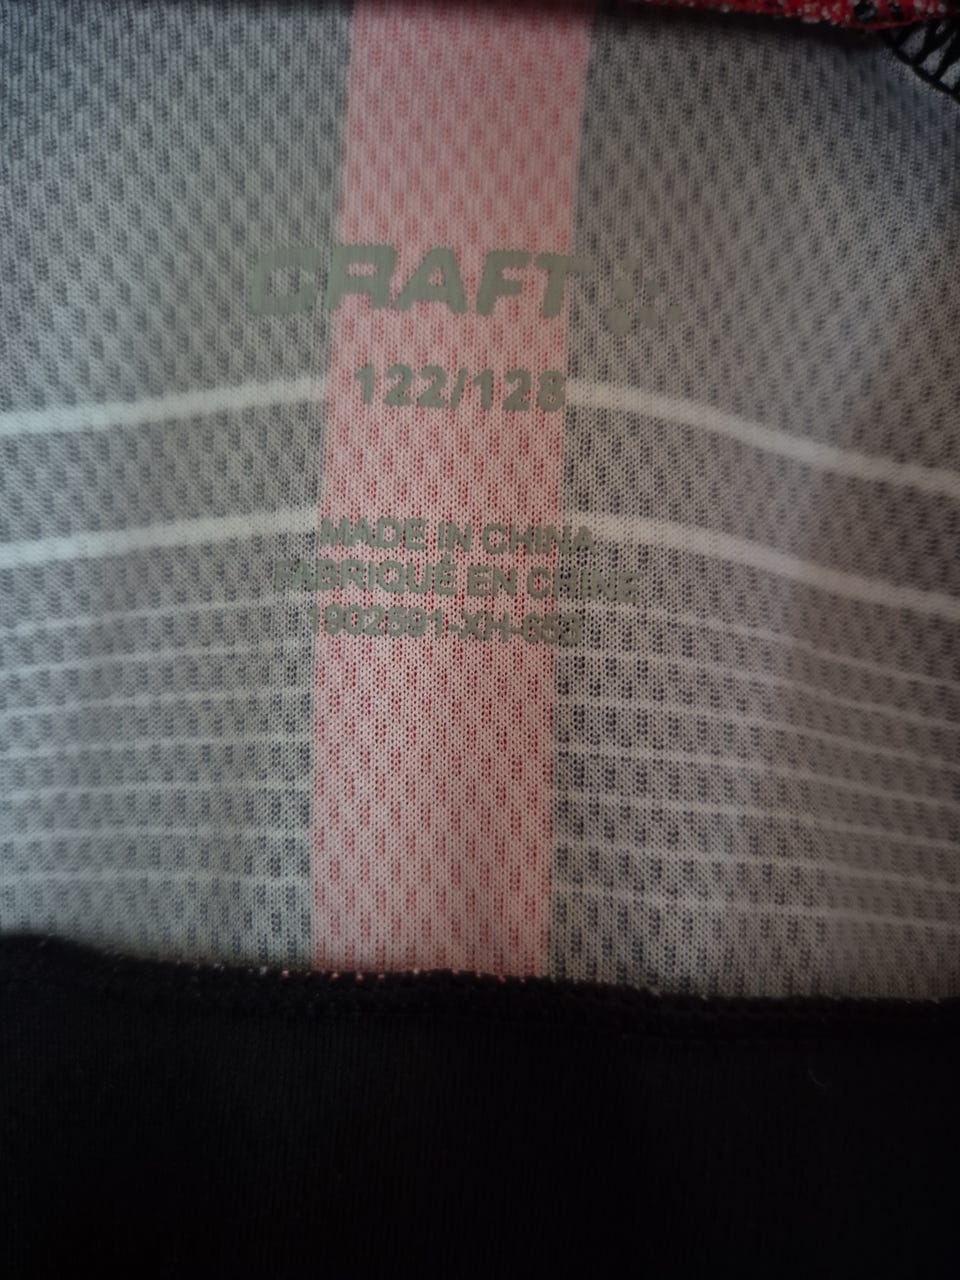 CRAFT
122/128
MADE IN CHINA
FABRIQUÉ EN CHINE